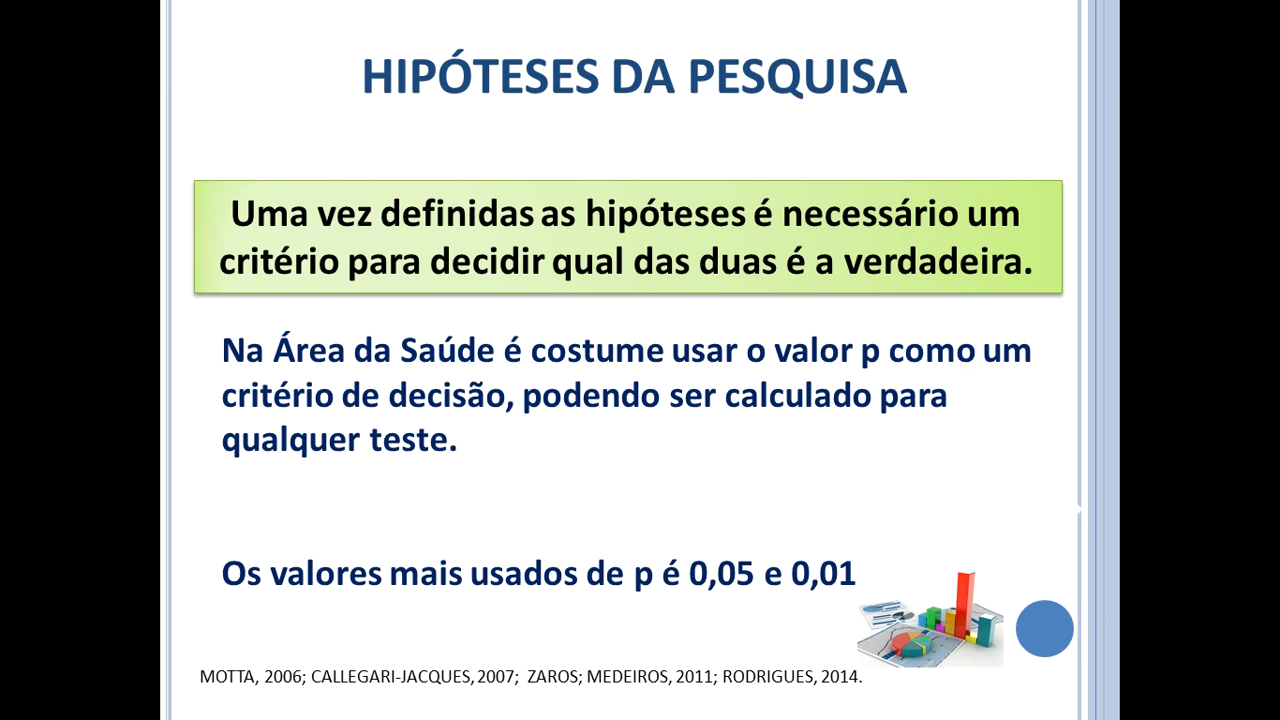 HIPÓTESES DA PESQUISA
Uma vez definidas as hipóteses é necessário um
critério para decidir qual das duas é a verdadeira.
Na Área da Saúde é costume usar o valor p como um
critério de decisão, podendo ser calculado para
qualquer teste.
Os valores mais usados de p é 0,05 e 0,01
MOTTA, 2006; CALLEGARI-JACQUES, 2007; ZAROS; MEDEIROS, 2011; RODRIGUES, 2014.